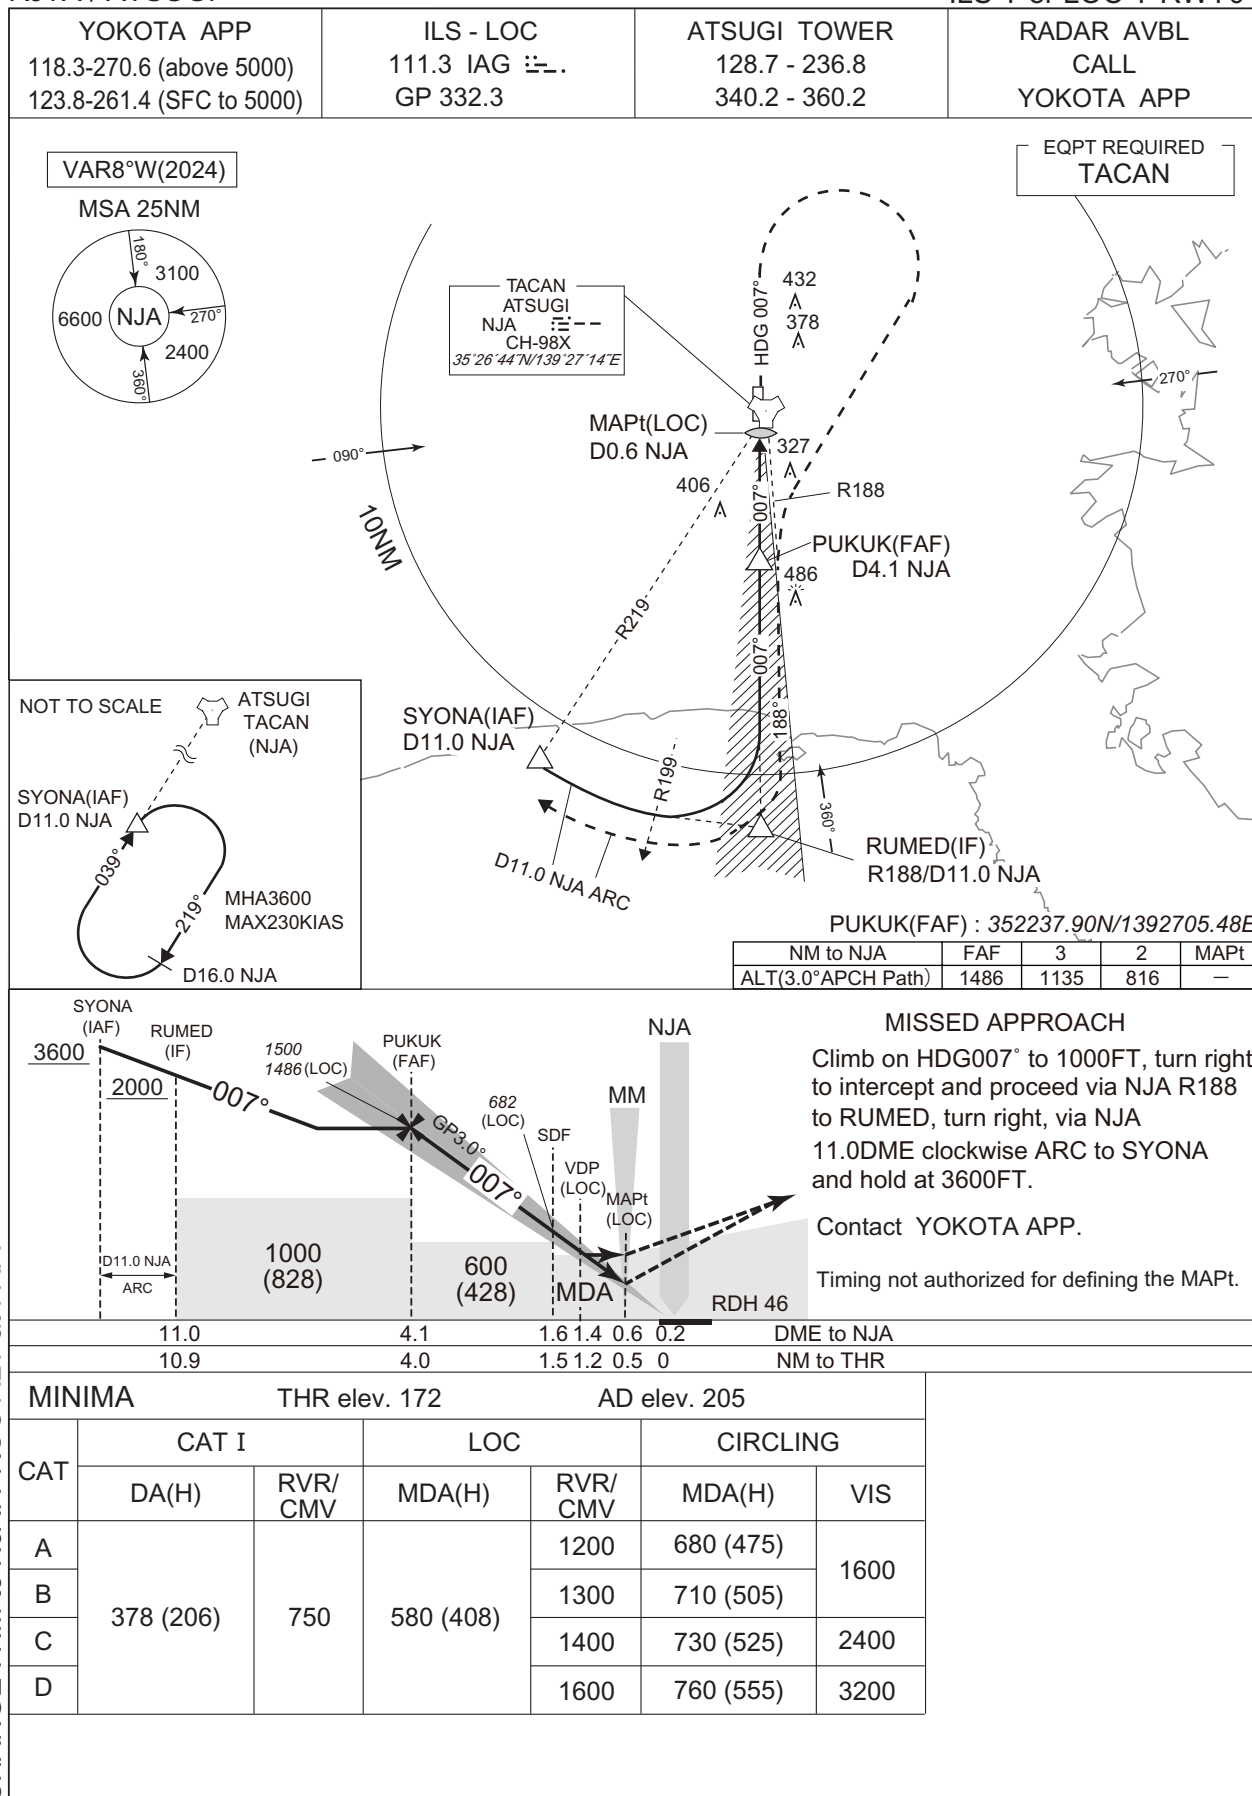 YOKOTA APP
118.3-270.6 (above 5000)
123.8-261.4 (SFC to 5000)
ILS - LOC
111.3 IAG
GP 332.3
ATSUGI TOWER
128.7 - 236.8
340.2 - 360.2
RADAR AVBL
CALL
YOKOTA APP
VAR8°W(2024)
MSA 25NM
180°
3100
6600
NJA
270°
2400
360°
EQPT REQUIRED
TACAN
TACAN
ATSUGI
NJA
CH-98X
35°26´44˝N/139°27´14˝E
HDG 007°
432
378
270°
MAPt(LOC)
D0.6 NJA
327
090°
406
R188
007°
10NM
PUKUK(FAF)
D4.1 NJA
486
R219
007°
188°
SYONA(IAF)
D11.0 NJA
R199
360°
D11.0 NJA ARC
RUMED(IF)
R188/D11.0 NJA
NOT TO SCALE
ATSUGI
TACAN
(NJA)
SYONA(IAF)
D11.0 NJA
039°
219°
MHA3600
MAX230KIAS
D16.0 NJA
PUKUK(FAF) : 352237.90N/1392705.48E
NM to NJA FAF 3 2 MAPt
ALT(3.0°APCH Path) 1486 1135 816 —
SYONA
(IAF)
RUMED
(IF)
3600
2000
007°
1500
1486 (LOC)
PUKUK
(FAF)
GP3.0°
007°
682
(LOC)
SDF
VDP
(LOC)
MAPt
(LOC)
MM
NJA
D11.0 NJA
ARC
1000
(828)
600
(428)
MDA
RDH 46
11.0 4.1 1.6 1.4 0.6 0.2 DME to NJA
10.9 4.0 1.5 1.2 0.5 0 NM to THR
MISSED APPROACH
Climb on HDG007° to 1000FT, turn right
to intercept and proceed via NJA R188
to RUMED, turn right, via NJA
11.0DME clockwise ARC to SYONA
and hold at 3600FT.
Contact YOKOTA APP.
Timing not authorized for defining the MAPt.
MINIMA THR elev. 172 AD elev. 205
CAT CAT I LOC CIRCLING
DA(H) RVR/CMV MDA(H) RVR/CMV MDA(H) VIS
A 378 (206) 750 580 (408) 1200 680 (475) 1600
B 1300 710 (505)
C 1400 730 (525) 2400
D 1600 760 (555) 3200